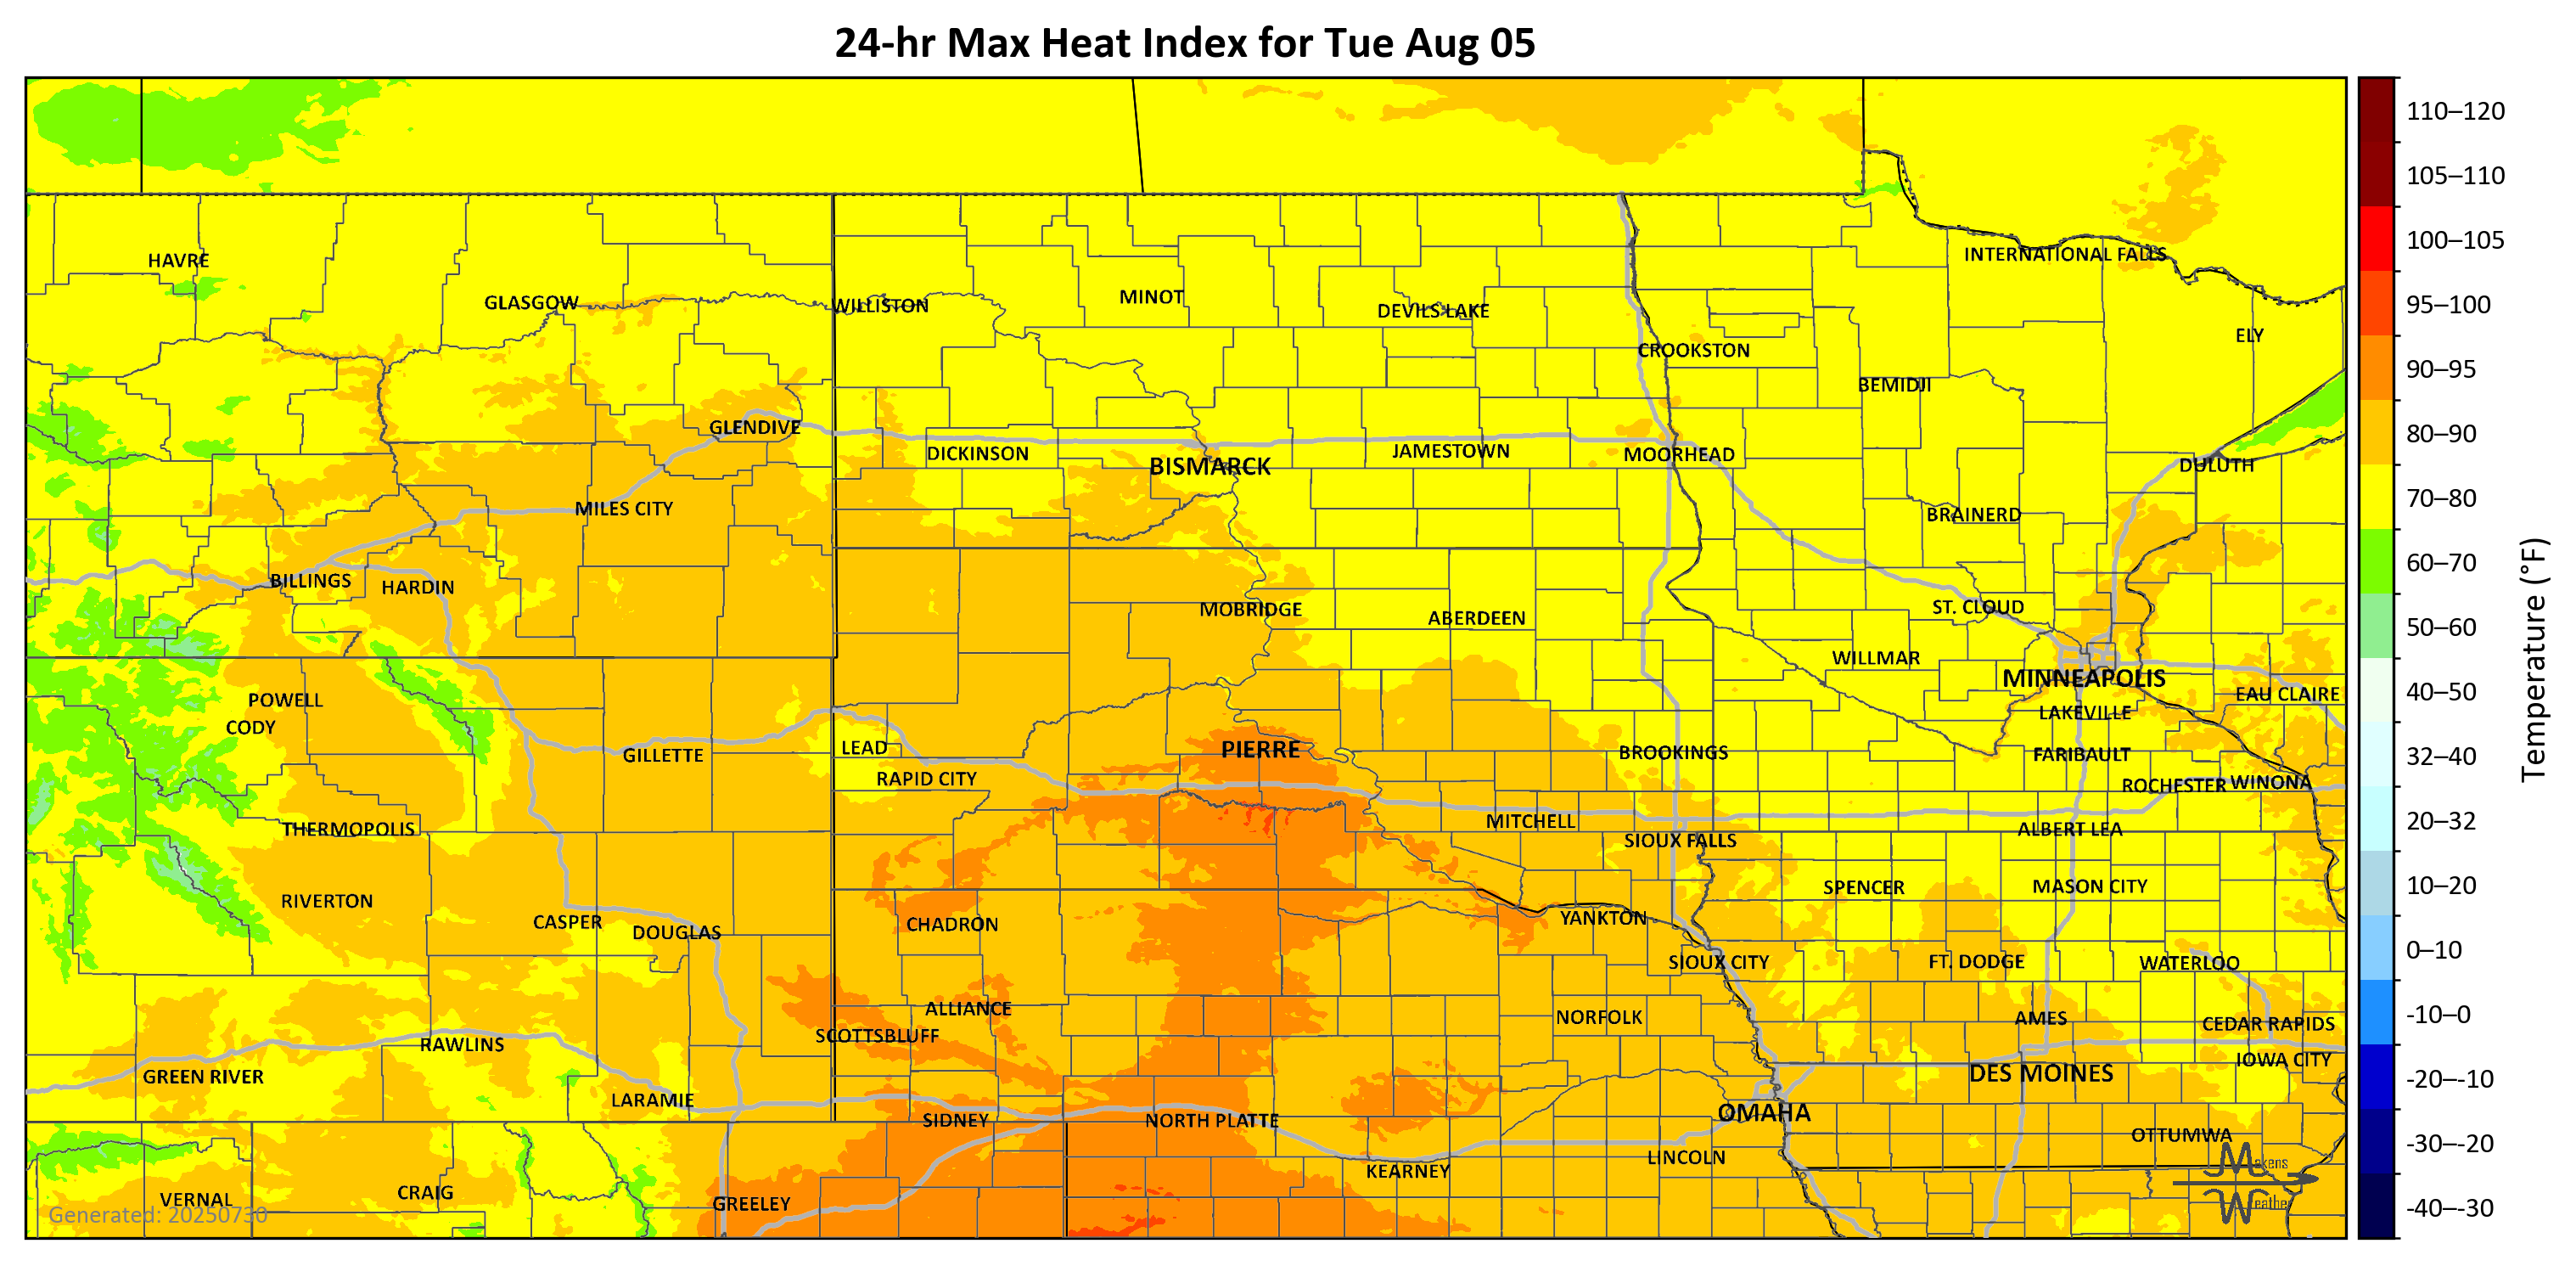 24-hr Max Heat Index for Tue Aug 05
110–120
105–110
100–105
95–100
90–95
80–90
70–80
60–70
50–60
40–50
32–40
20–32
10–20
0–10
-10–0
-20–-10
-30–-20
-40–-30
Temperature (°F)
HAVRE
GLASGOW
WILLISTON
MINOT
DEVILS LAKE
CROOKSTON
INTERNATIONAL FALLS
ELY
BEMIDJI
GLENDIVE
DICKINSON
BISMARCK
JAMESTOWN
MOORHEAD
DULUTH
MILES CITY
BRAINERD
BILLINGS
HARDIN
MOBRIDGE
ABERDEEN
ST. CLOUD
WILLMAR
MINNEAPOLIS
EAU CLAIRE
POWELL
CODY
LAKEVILLE
GILLETTE
LEAD
PIERRE
BROOKINGS
FARIBAULT
RAPID CITY
ROCHESTER
WINONA
THERMOPOLIS
MITCHELL
SIOUX FALLS
ALBERT LEA
RIVERTON
SPENCER
MASON CITY
CASPER
DOUGLAS
CHADRON
YANKTON
SIOUX CITY
FT. DODGE
WATERLOO
ALLIANCE
NORFOLK
AMES
CEDAR RAPIDS
SCOTTSBLUFF
RAWLINS
IOWA CITY
GREEN RIVER
DES MOINES
LARAMIE
SIDNEY
NORTH PLATTE
OMAHA
OTTUMWA
LINCOLN
KEARNEY
VERNAL
CRAIG
GREELEY
Generated: 20250730
Makens
Weather